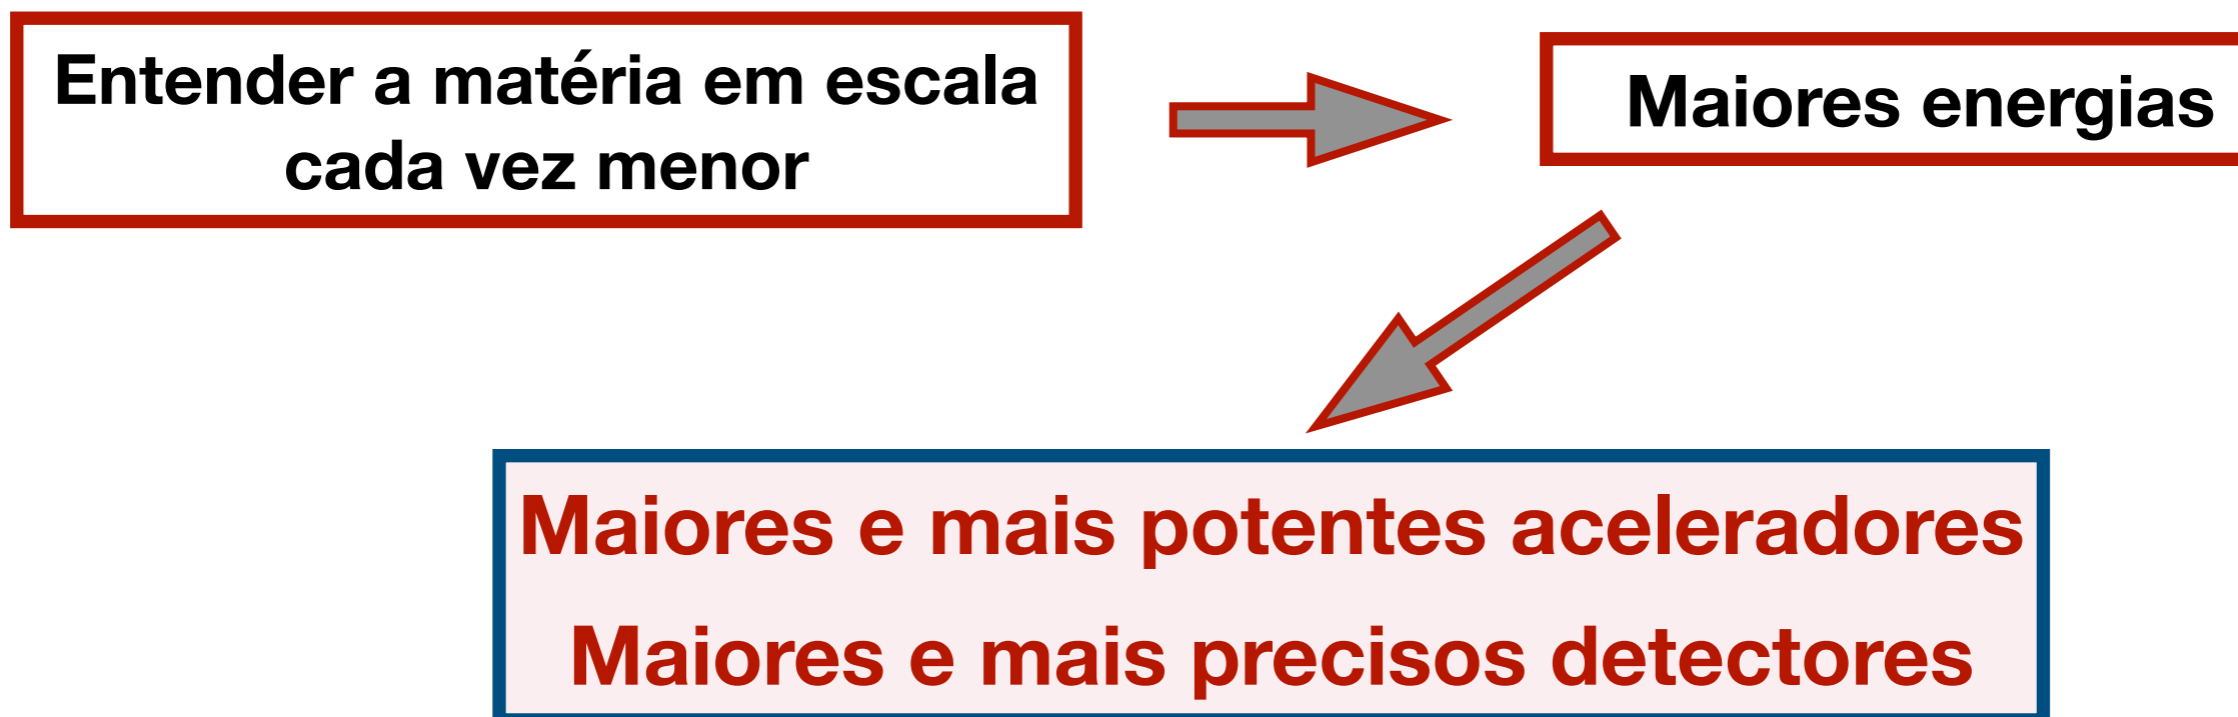 Entender a matéria em escala
cada vez menor
Maiores energias
Maiores e mais potentes aceleradores
Maiores e mais precisos detectores